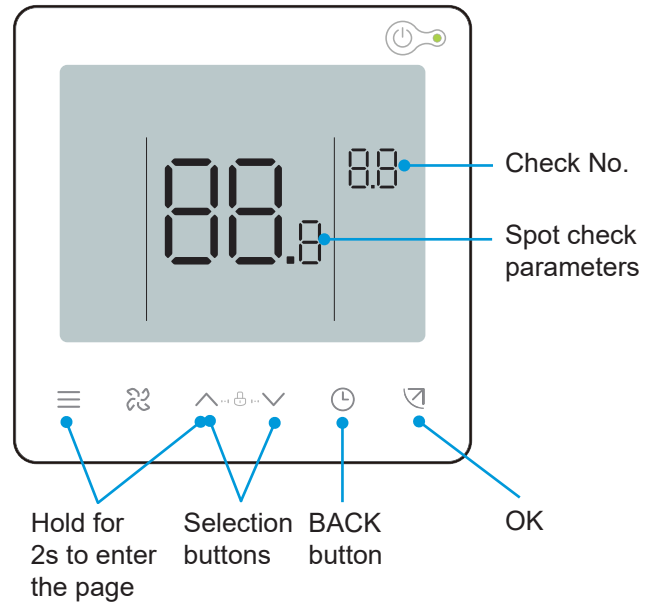 8.8
88.8
Check No.
Spot check
parameters
Hold for
2s to enter
the page
Selection
buttons
BACK
button
OK